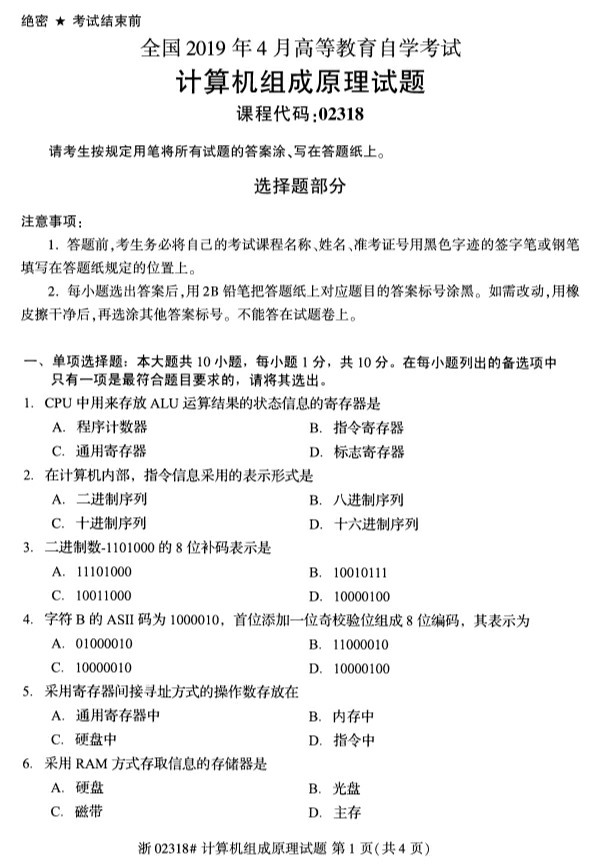 绝密 ★ 考试结束前
全国 2019 年 4 月高等教育自学考试
计算机组成原理试题
课程代码:02318
请考生按规定用笔将所有试题的答案涂、写在答题纸上。
选择题部分
注意事项:
1. 答题前,考生务必将自己的考试课程名称、姓名、准考证号用黑色字迹的签字笔或钢笔
填写在答题纸规定的位置上。
2. 每小题选出答案后,用 2B 铅笔把答题纸上对应题目的答案标号涂黑。如需改动,用橡
皮擦干净后,再选涂其他答案标号。不能答在试题卷上。
一、单项选择题：本大题共 10 小题，每小题 1 分，共 10 分。在每小题列出的备选项中
只有一项是最符合题目要求的，请将其选出。
1. CPU 中用来存放 ALU 运算结果的状态信息的寄存器是
A. 程序计数器 B. 指令寄存器
C. 通用寄存器 D. 标志寄存器
2. 在计算机内部，指令信息采用的表示形式是
A. 二进制序列 B. 八进制序列
C. 十进制序列 D. 十六进制序列
3. 二进制数-1101000 的 8 位补码表示是
A. 11101000 B. 10010111
C. 10011000 D. 10000100
4. 字符 B 的 ASII 码为 1000010，首位添加一位奇校验位组成 8 位编码，其表示为
A. 01000010 B. 11000010
C. 10000010 D. 10000100
5. 采用寄存器间接寻址方式的操作数存放在
A. 通用寄存器中 B. 内存中
C. 硬盘中 D. 指令中
6. 采用 RAM 方式存取信息的存储器是
A. 硬盘 B. 光盘
C. 磁带 D. 主存
浙 02318# 计算机组成原理试题 第 1 页(共 4 页)